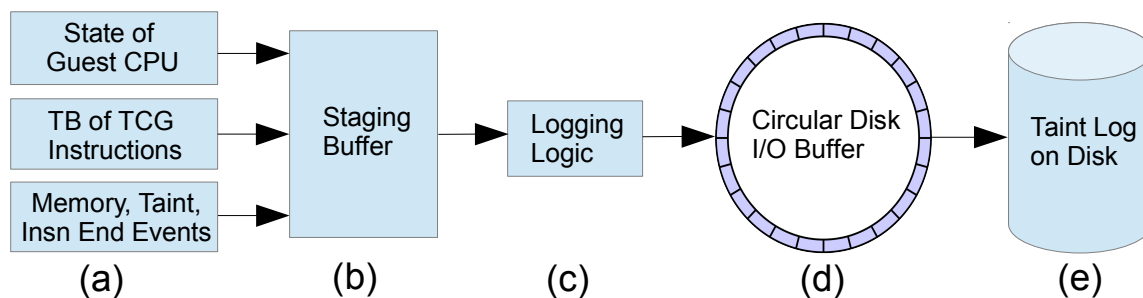 State of
Guest CPU
TB of TCG
Instructions
Memory, Taint,
Insn End Events
(a)
Staging
Buffer
(b)
Logging
Logic
(c)
Circular Disk
I/O Buffer
(d)
Taint Log
on Disk
(e)